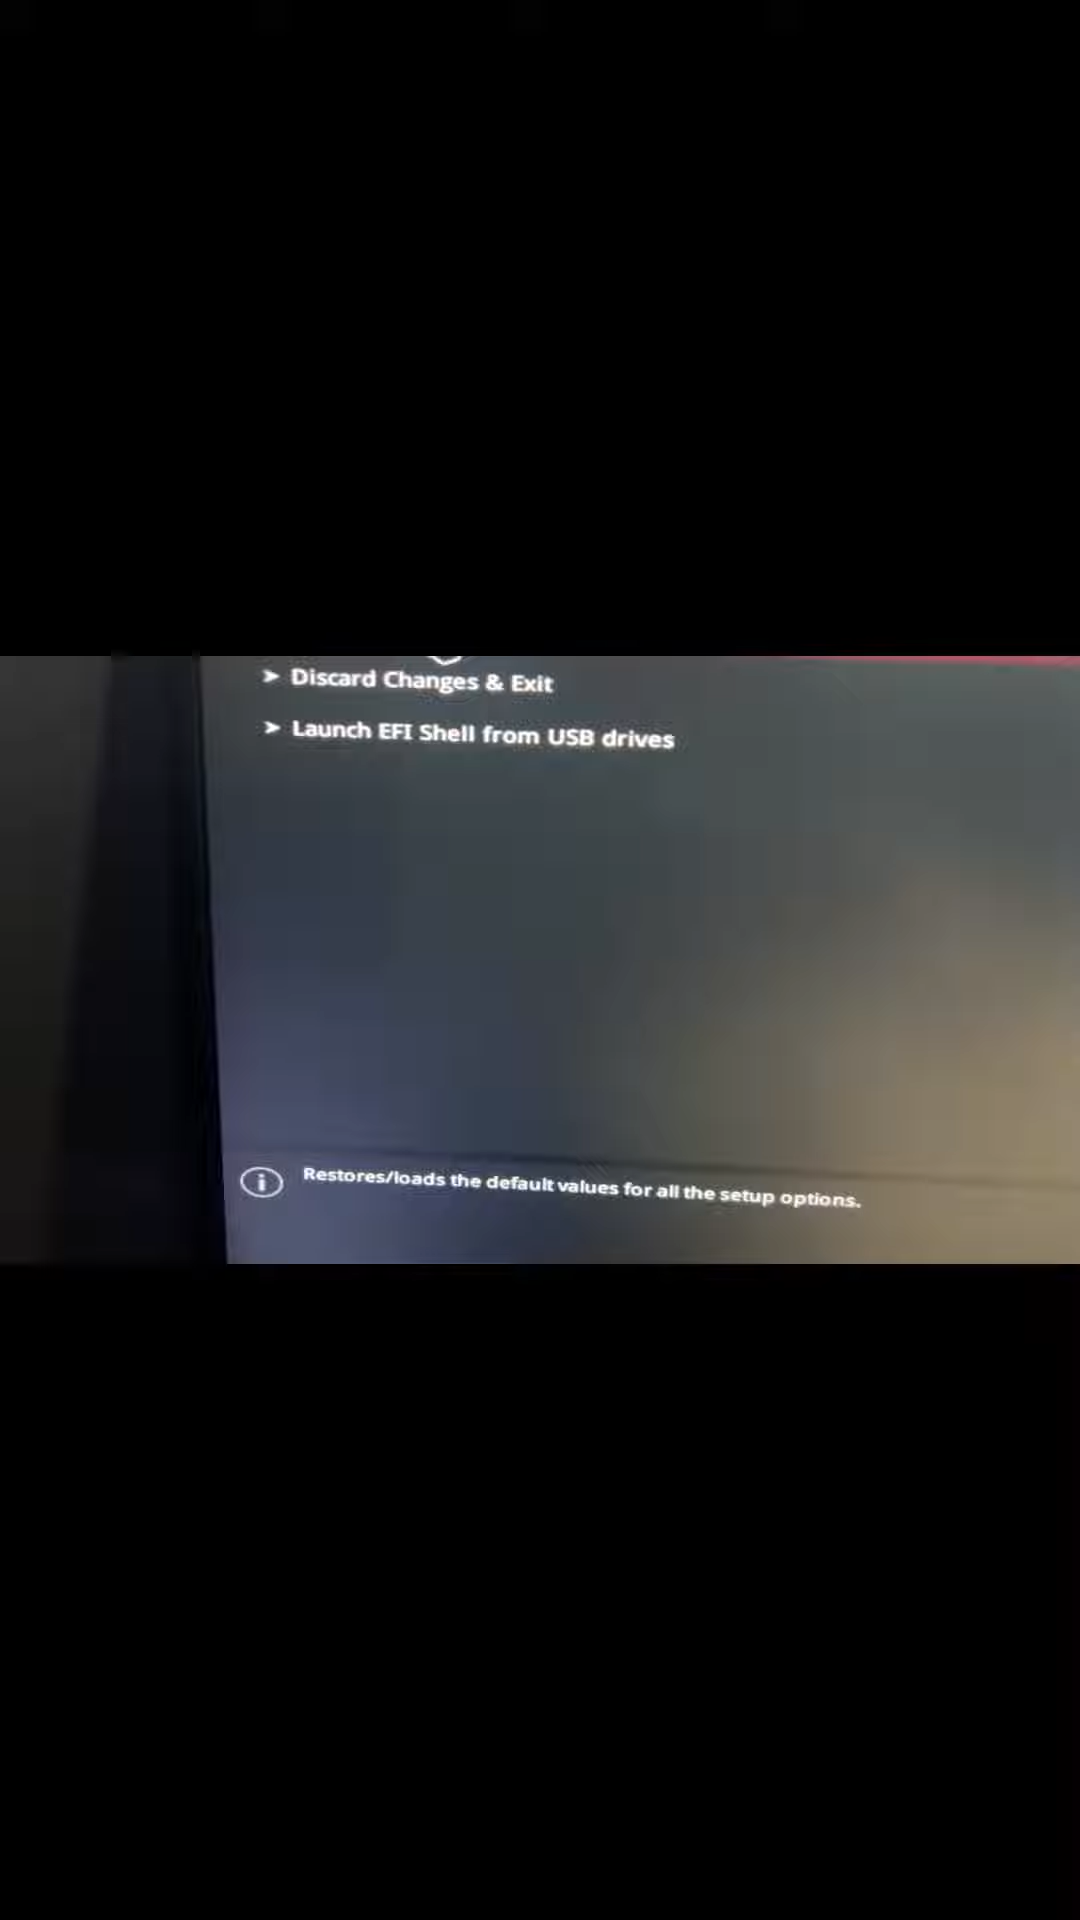 ➤ Discard Changes & Exit
➤ Launch EFI Shell from USB drives
Restores/loads the default values for all the setup options.